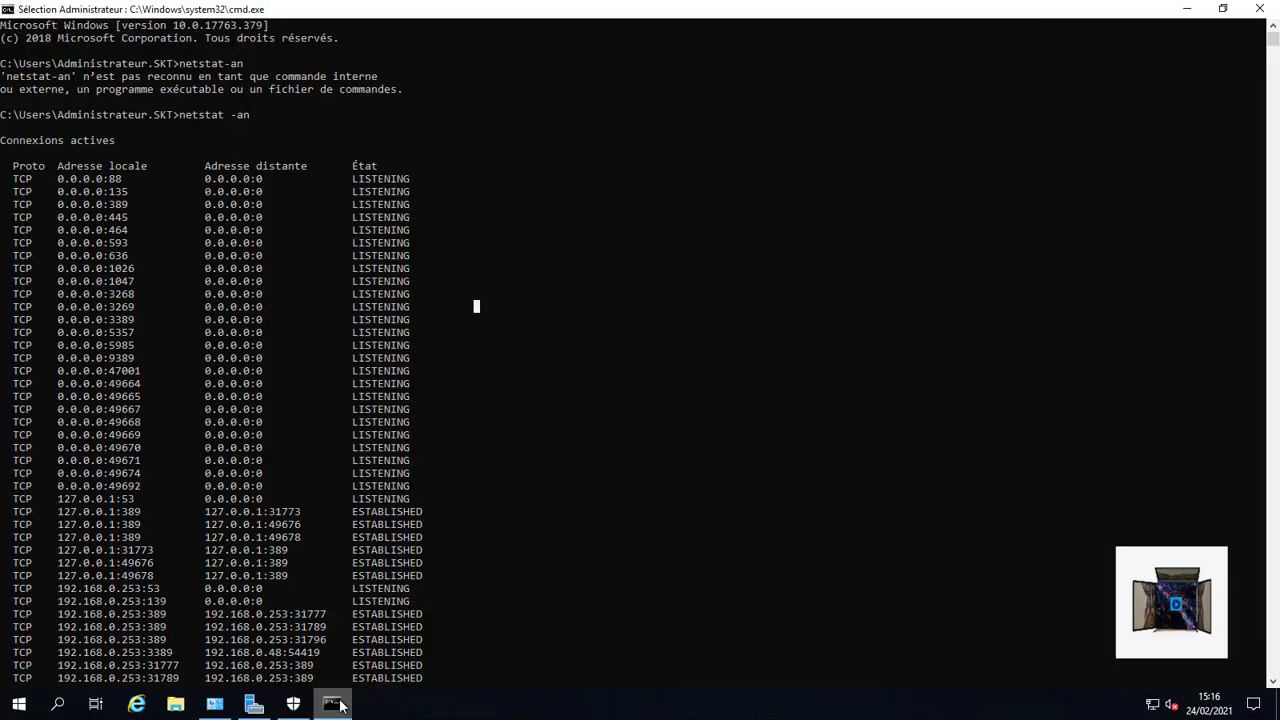 Sélection Administrateur : C:\Windows\system32\cmd.exe
Microsoft Windows [version 10.0.17763.379]
(c) 2018 Microsoft Corporation. Tous droits réservés.
C:\Users\Administrateur.SKT>netstat-an
'netstat-an' n’est pas reconnu en tant que commande interne
ou externe, un programme exécutable ou un fichier de commandes.
C:\Users\Administrateur.SKT>netstat -an
Connexions actives
Proto Adresse locale Adresse distante État
TCP 0.0.0.0:88 0.0.0.0:0 LISTENING
TCP 0.0.0.0:135 0.0.0.0:0 LISTENING
TCP 0.0.0.0:389 0.0.0.0:0 LISTENING
TCP 0.0.0.0:445 0.0.0.0:0 LISTENING
TCP 0.0.0.0:464 0.0.0.0:0 LISTENING
TCP 0.0.0.0:593 0.0.0.0:0 LISTENING
TCP 0.0.0.0:636 0.0.0.0:0 LISTENING
TCP 0.0.0.0:1026 0.0.0.0:0 LISTENING
TCP 0.0.0.0:1047 0.0.0.0:0 LISTENING
TCP 0.0.0.0:3268 0.0.0.0:0 LISTENING
TCP 0.0.0.0:3269 0.0.0.0:0 LISTENING
TCP 0.0.0.0:3389 0.0.0.0:0 LISTENING
TCP 0.0.0.0:5357 0.0.0.0:0 LISTENING
TCP 0.0.0.0:5985 0.0.0.0:0 LISTENING
TCP 0.0.0.0:9389 0.0.0.0:0 LISTENING
TCP 0.0.0.0:47001 0.0.0.0:0 LISTENING
TCP 0.0.0.0:49664 0.0.0.0:0 LISTENING
TCP 0.0.0.0:49665 0.0.0.0:0 LISTENING
TCP 0.0.0.0:49667 0.0.0.0:0 LISTENING
TCP 0.0.0.0:49668 0.0.0.0:0 LISTENING
TCP 0.0.0.0:49669 0.0.0.0:0 LISTENING
TCP 0.0.0.0:49670 0.0.0.0:0 LISTENING
TCP 0.0.0.0:49671 0.0.0.0:0 LISTENING
TCP 0.0.0.0:49674 0.0.0.0:0 LISTENING
TCP 0.0.0.0:49692 0.0.0.0:0 LISTENING
TCP 127.0.0.1:53 0.0.0.0:0 LISTENING
TCP 127.0.0.1:389 127.0.0.1:31773 ESTABLISHED
TCP 127.0.0.1:389 127.0.0.1:49676 ESTABLISHED
TCP 127.0.0.1:389 127.0.0.1:49678 ESTABLISHED
TCP 127.0.0.1:31773 127.0.0.1:389 ESTABLISHED
TCP 127.0.0.1:49676 127.0.0.1:389 ESTABLISHED
TCP 127.0.0.1:49678 127.0.0.1:389 ESTABLISHED
TCP 192.168.0.253:53 0.0.0.0:0 LISTENING
TCP 192.168.0.253:139 0.0.0.0:0 LISTENING
TCP 192.168.0.253:389 192.168.0.253:31777 ESTABLISHED
TCP 192.168.0.253:389 192.168.0.253:31789 ESTABLISHED
TCP 192.168.0.253:389 192.168.0.253:31796 ESTABLISHED
TCP 192.168.0.253:3389 192.168.0.48:54419 ESTABLISHED
TCP 192.168.0.253:31777 192.168.0.253:389 ESTABLISHED
TCP 192.168.0.253:31789 192.168.0.253:389 ESTABLISHED
15:16
24/02/2021